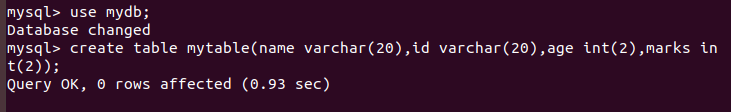 mysql> use mydb;
Database changed
mysql> create table mytable(name varchar(20),id varchar(20),age int(2),marks in
t(2));
Query OK, 0 rows affected (0.93 sec)